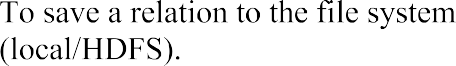 To save a relation to the file system
(local/HDFS).